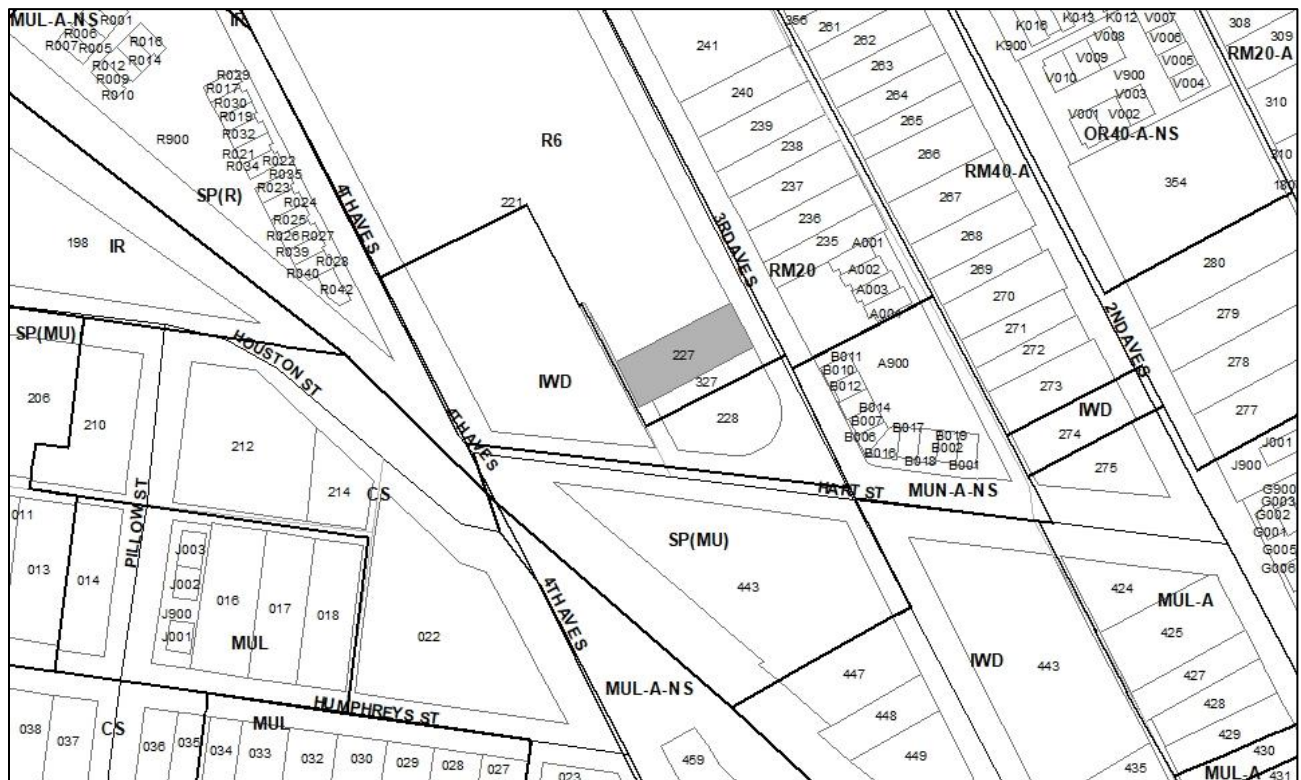 MUL-A-NS
R001
R006
R007
R005
R016
R014
R012
R009
R010
IR
R029
R017
R030
R019
R032
R021
R034
R022
R035
R023
R024
R025
R026
R027
R039
R028
R040
R042
R900
SP(R)
198
IR
4TH AVE S
221
R6
241
240
239
238
237
236
235
RM20
A001
A002
A003
A004
3RD AVE S
356
261
262
263
264
265
266
267
268
269
270
271
272
273
RM40-A
K016
K013
K012
K900
V007
V008
V006
V009
V005
V010
V900
V004
V003
V001
V002
OR40-A-NS
308
309
RM20-A
310
310
180
354
280
279
278
277
2ND AVE S
J001
J900
G900
G003
G002
G001
G005
G006
SP(MU)
206
210
HOUSTON ST
212
214
CS
PILLOW ST
IWD
227
327
228
B011
B010
B012
A900
B014
B007
B006
B017
B016
B018
B019
B002
B001
IWD
274
275
4TH AVE S
HART ST
MUN-A-NS
SP(MU)
443
011
013
014
J003
J002
J900
J001
016
017
018
MUL
022
4TH AVE S
MUL-A-NS
447
448
449
IWD
443
424
MUL-A
425
427
428
429
430
431
MUL-A
435
HUMPHREYS ST
038
037
CS
036
035
MUL
034
033
032
030
029
028
027
023
459